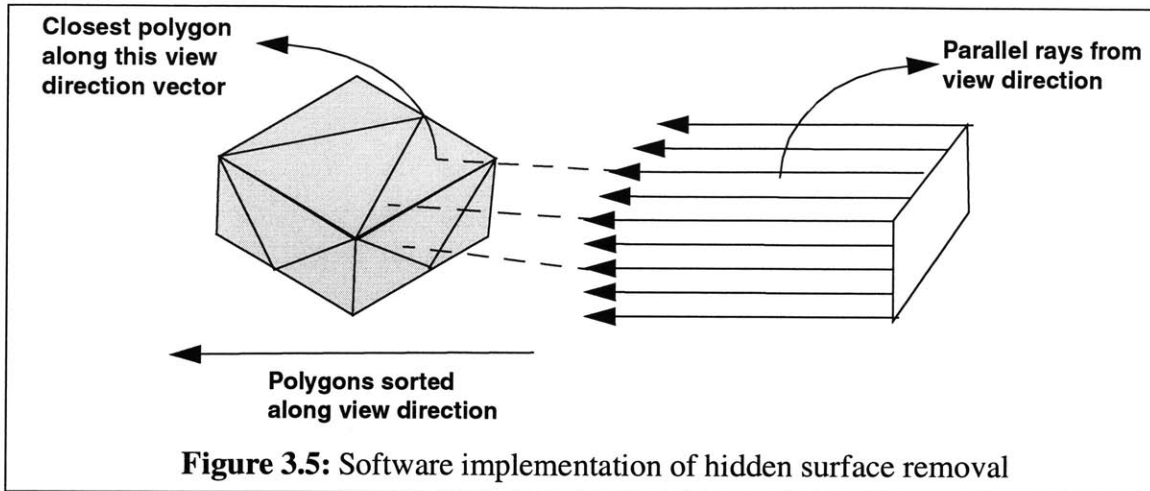 Closest polygon
along this view
direction vector
Parallel rays from
view direction
Polygons sorted
along view direction
Figure 3.5: Software implementation of hidden surface removal